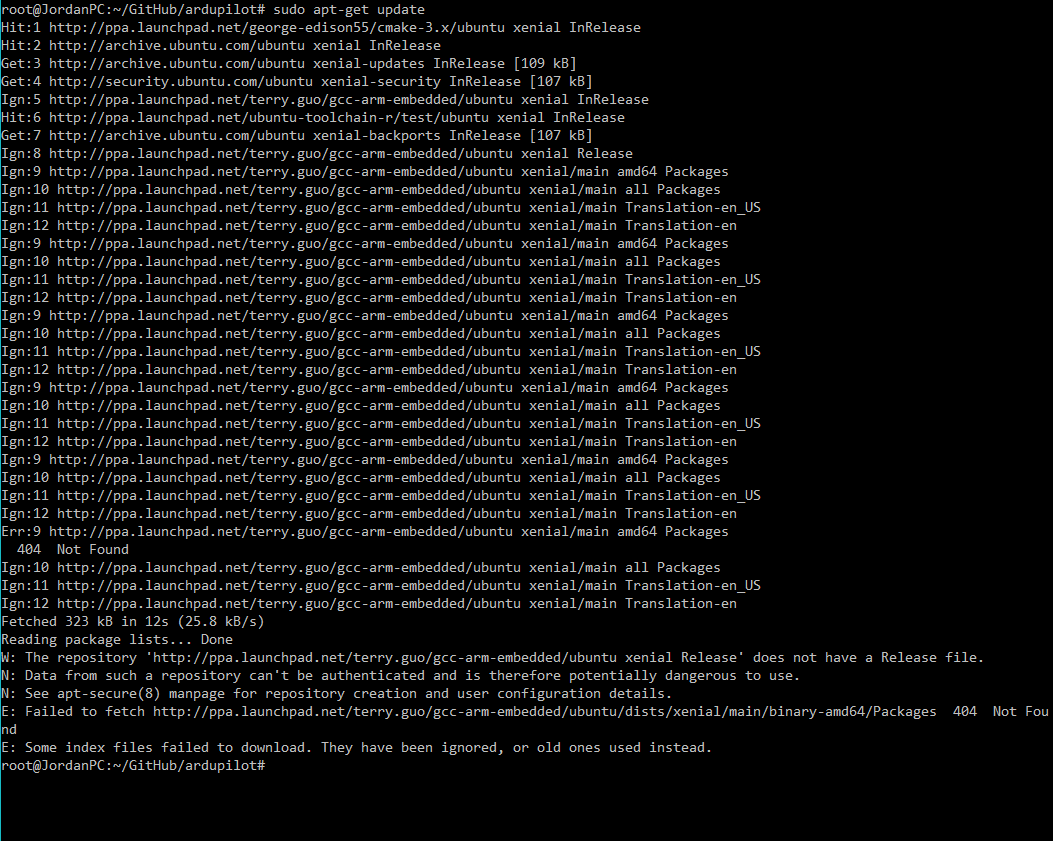 root@JordanPC:~/GitHub/ardupilot# sudo apt-get update
Hit:1 http://ppa.launchpad.net/george-edison55/cmake-3.x/ubuntu xenial InRelease
Hit:2 http://archive.ubuntu.com/ubuntu xenial InRelease
Get:3 http://archive.ubuntu.com/ubuntu xenial-updates InRelease [109 kB]
Get:4 http://security.ubuntu.com/ubuntu xenial-security InRelease [107 kB]
Ign:5 http://ppa.launchpad.net/terry.guo/gcc-arm-embedded/ubuntu xenial InRelease
Hit:6 http://ppa.launchpad.net/ubuntu-toolchain-r/test/ubuntu xenial InRelease
Get:7 http://archive.ubuntu.com/ubuntu xenial-backports InRelease [107 kB]
Ign:8 http://ppa.launchpad.net/terry.guo/gcc-arm-embedded/ubuntu xenial Release
Ign:9 http://ppa.launchpad.net/terry.guo/gcc-arm-embedded/ubuntu xenial/main amd64 Packages
Ign:10 http://ppa.launchpad.net/terry.guo/gcc-arm-embedded/ubuntu xenial/main all Packages
Ign:11 http://ppa.launchpad.net/terry.guo/gcc-arm-embedded/ubuntu xenial/main Translation-en_US
Ign:12 http://ppa.launchpad.net/terry.guo/gcc-arm-embedded/ubuntu xenial/main Translation-en
Ign:9 http://ppa.launchpad.net/terry.guo/gcc-arm-embedded/ubuntu xenial/main amd64 Packages
Ign:10 http://ppa.launchpad.net/terry.guo/gcc-arm-embedded/ubuntu xenial/main all Packages
Ign:11 http://ppa.launchpad.net/terry.guo/gcc-arm-embedded/ubuntu xenial/main Translation-en_US
Ign:12 http://ppa.launchpad.net/terry.guo/gcc-arm-embedded/ubuntu xenial/main Translation-en
Ign:9 http://ppa.launchpad.net/terry.guo/gcc-arm-embedded/ubuntu xenial/main amd64 Packages
Ign:10 http://ppa.launchpad.net/terry.guo/gcc-arm-embedded/ubuntu xenial/main all Packages
Ign:11 http://ppa.launchpad.net/terry.guo/gcc-arm-embedded/ubuntu xenial/main Translation-en_US
Ign:12 http://ppa.launchpad.net/terry.guo/gcc-arm-embedded/ubuntu xenial/main Translation-en
Ign:9 http://ppa.launchpad.net/terry.guo/gcc-arm-embedded/ubuntu xenial/main amd64 Packages
Ign:10 http://ppa.launchpad.net/terry.guo/gcc-arm-embedded/ubuntu xenial/main all Packages
Ign:11 http://ppa.launchpad.net/terry.guo/gcc-arm-embedded/ubuntu xenial/main Translation-en_US
Ign:12 http://ppa.launchpad.net/terry.guo/gcc-arm-embedded/ubuntu xenial/main Translation-en
Ign:9 http://ppa.launchpad.net/terry.guo/gcc-arm-embedded/ubuntu xenial/main amd64 Packages
Ign:10 http://ppa.launchpad.net/terry.guo/gcc-arm-embedded/ubuntu xenial/main all Packages
Ign:11 http://ppa.launchpad.net/terry.guo/gcc-arm-embedded/ubuntu xenial/main Translation-en_US
Ign:12 http://ppa.launchpad.net/terry.guo/gcc-arm-embedded/ubuntu xenial/main Translation-en
Err:9 http://ppa.launchpad.net/terry.guo/gcc-arm-embedded/ubuntu xenial/main amd64 Packages
  404  Not Found
Ign:10 http://ppa.launchpad.net/terry.guo/gcc-arm-embedded/ubuntu xenial/main all Packages
Ign:11 http://ppa.launchpad.net/terry.guo/gcc-arm-embedded/ubuntu xenial/main Translation-en_US
Ign:12 http://ppa.launchpad.net/terry.guo/gcc-arm-embedded/ubuntu xenial/main Translation-en
Fetched 323 kB in 12s (25.8 kB/s)
Reading package lists... Done
W: The repository 'http://ppa.launchpad.net/terry.guo/gcc-arm-embedded/ubuntu xenial Release' does not have a Release file.
N: Data from such a repository can't be authenticated and is therefore potentially dangerous to use.
N: See apt-secure(8) manpage for repository creation and user configuration details.
E: Failed to fetch http://ppa.launchpad.net/terry.guo/gcc-arm-embedded/ubuntu/dists/xenial/main/binary-amd64/Packages  404  Not Fou
nd
E: Some index files failed to download. They have been ignored, or old ones used instead.
root@JordanPC:~/GitHub/ardupilot#